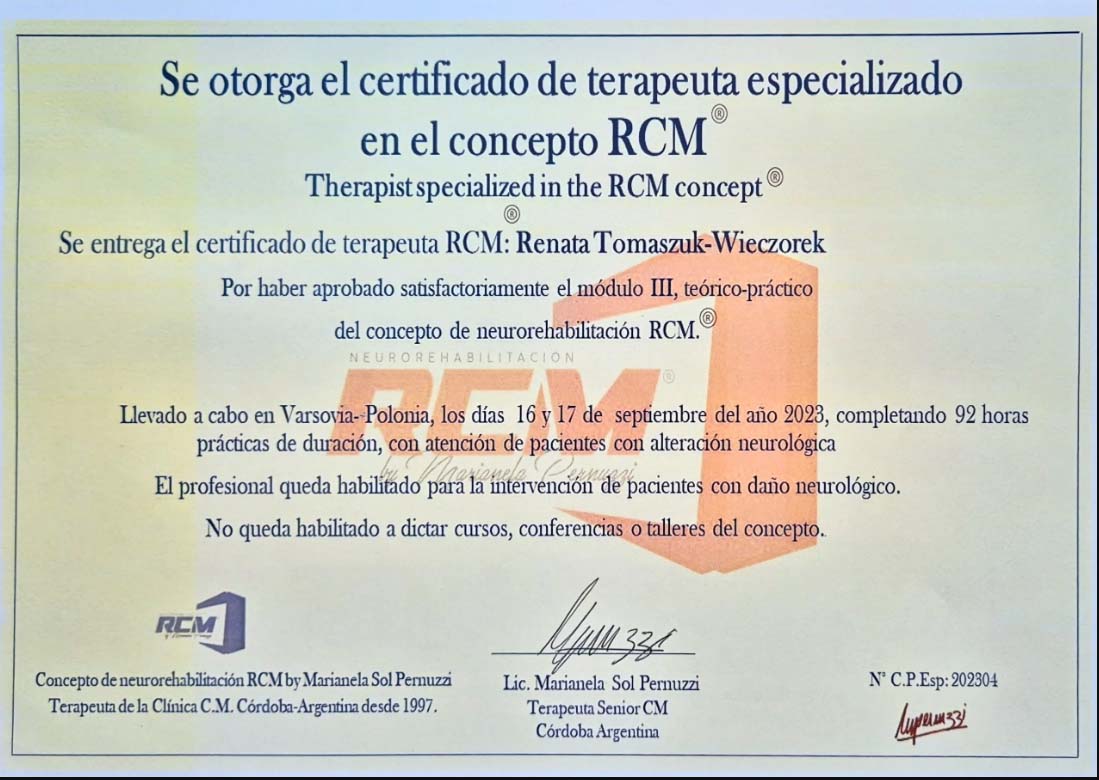 Se otorga el certificado de terapeuta especializado
en el concepto RCM®
Therapist specialized in the RCM concept ®
®
Se entrega el certificado de terapeuta RCM: Renata Tomaszuk-Wieczorek
Por haber aprobado satisfactoriamente el módulo III, teórico-práctico
del concepto de neurorehabilitación RCM.®
NEUROREHABILITACIÓN
RCM®
Llevado a cabo en Varsovia--Polonia, los días 16 y 17 de septiembre del año 2023, completando 92 horas
prácticas de duración, con atención de pacientes con alteración neurológica
by Marianela Pernuzzi
El profesional queda habilitado para la intervención de pacientes con daño neurológico.
No queda habilitado a dictar cursos, conferencias o talleres del concepto.
RCM
Concepto de neurorehabilitación RCM by Marianela Sol Pernuzzi
Terapeuta de la Clínica C.M. Córdoba-Argentina desde 1997.
Lic. Marianela Sol Pernuzzi
Terapeuta Senior CM
Córdoba Argentina
N° C.P.Esp: 202304